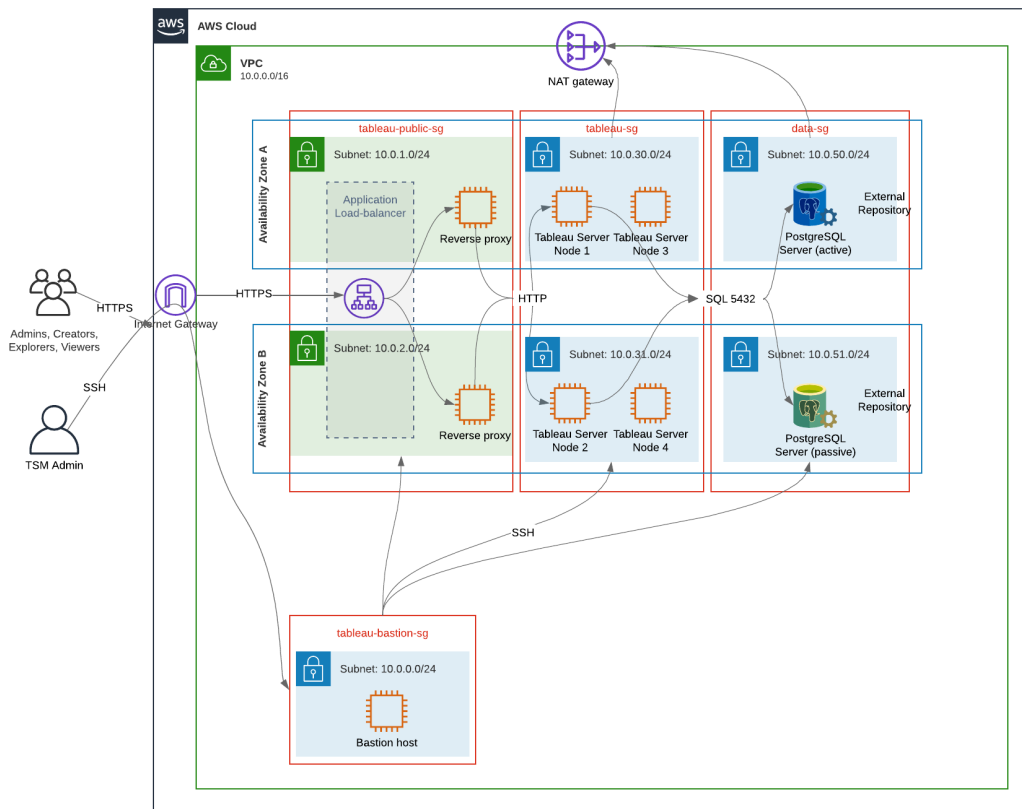 aws
AWS Cloud
VPC
10.0.0.0/16
NAT gateway
tableau-public-sg
tableau-sg
data-sg
Availability Zone A
Subnet: 10.0.1.0/24
Subnet: 10.0.30.0/24
Subnet: 10.0.50.0/24
Application
Load-balancer
Reverse proxy
Tableau Server
Node 1
Tableau Server
Node 3
PostgreSQL
Server (active)
External
Repository
HTTPS
Internet Gateway
HTTPS
HTTP
SQL 5432
Admins, Creators,
Explorers, Viewers
SSH
TSM Admin
Availability Zone B
Subnet: 10.0.2.0/24
Subnet: 10.0.31.0/24
Subnet: 10.0.51.0/24
Reverse proxy
Tableau Server
Node 2
Tableau Server
Node 4
PostgreSQL
Server (passive)
External
Repository
SSH
tableau-bastion-sg
Subnet: 10.0.0.0/24
Bastion host